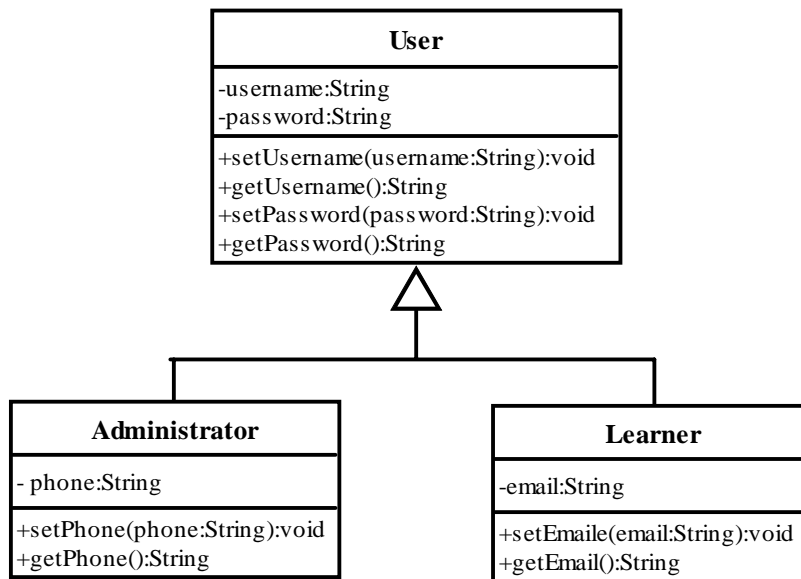 User
-username:String
-password:String
+setUsername(username:String):void
+getUsername():String
+setPassword(password:String):void
+getPassword():String
Administrator
- phone:String
+setPhone(phone:String):void
+getPhone():String
Learner
-email:String
+setEmaile(email:String):void
+getEmail():String